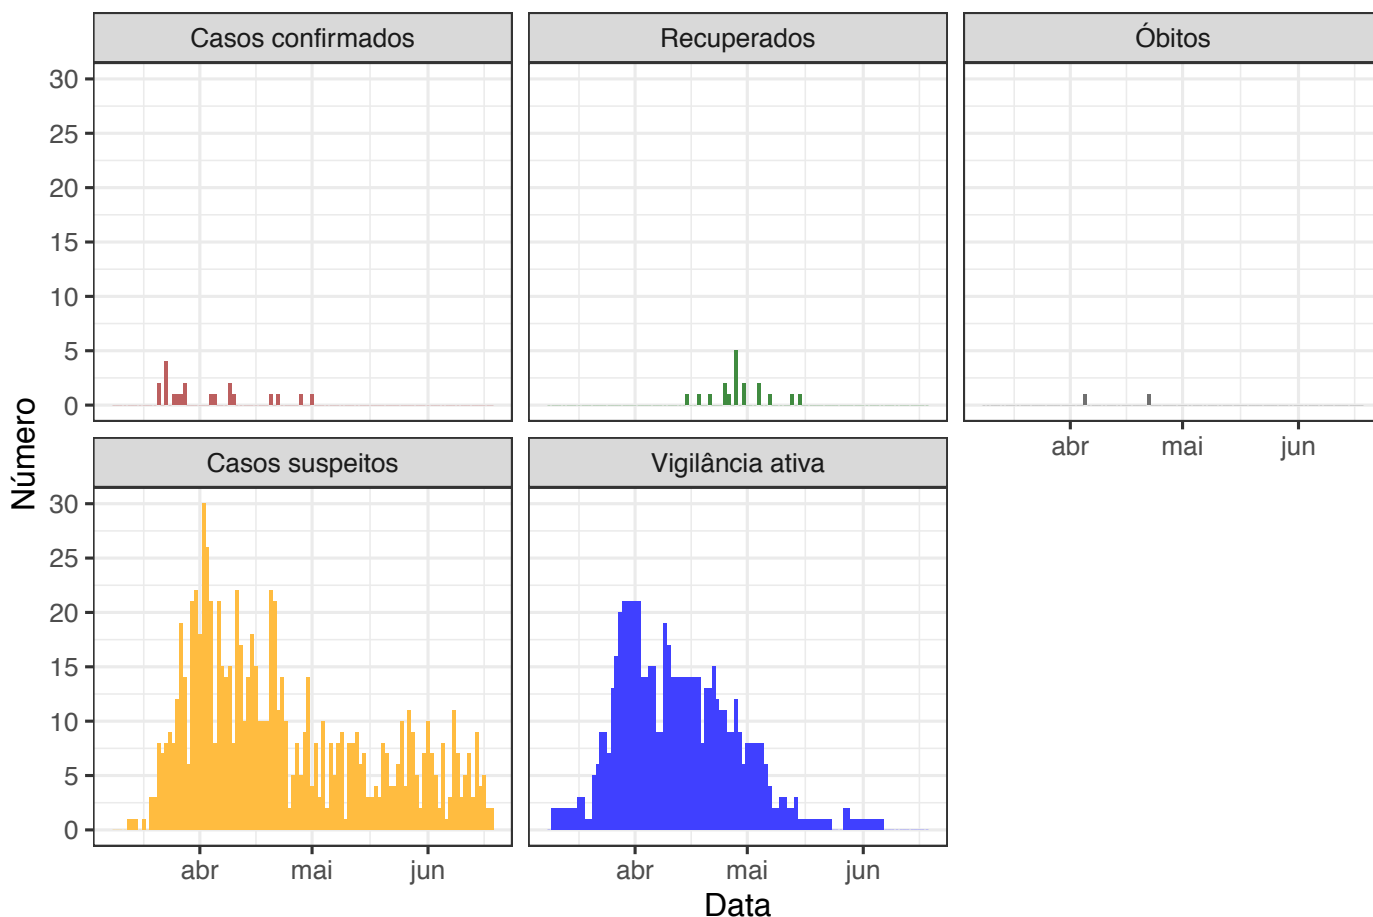 Casos confirmados
Recuperados
Óbitos
30
25
20
15
10
5
0
abr mai jun
Número
Casos suspeitos
Vigilância ativa
30
25
20
15
10
5
0
abr mai jun
abr mai jun
Data